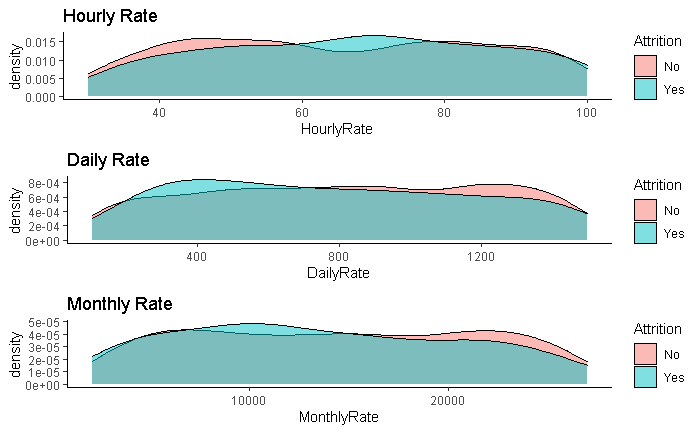 Hourly Rate
0.015
0.010
0.005
0.000
density
40 60 80 100
HourlyRate
Attrition
No
Yes
Daily Rate
8e-04
6e-04
4e-04
2e-04
0e+00
density
400 800 1200
DailyRate
Attrition
No
Yes
Monthly Rate
5e-05
4e-05
3e-05
2e-05
1e-05
0e+00
density
10000 20000
MonthlyRate
Attrition
No
Yes